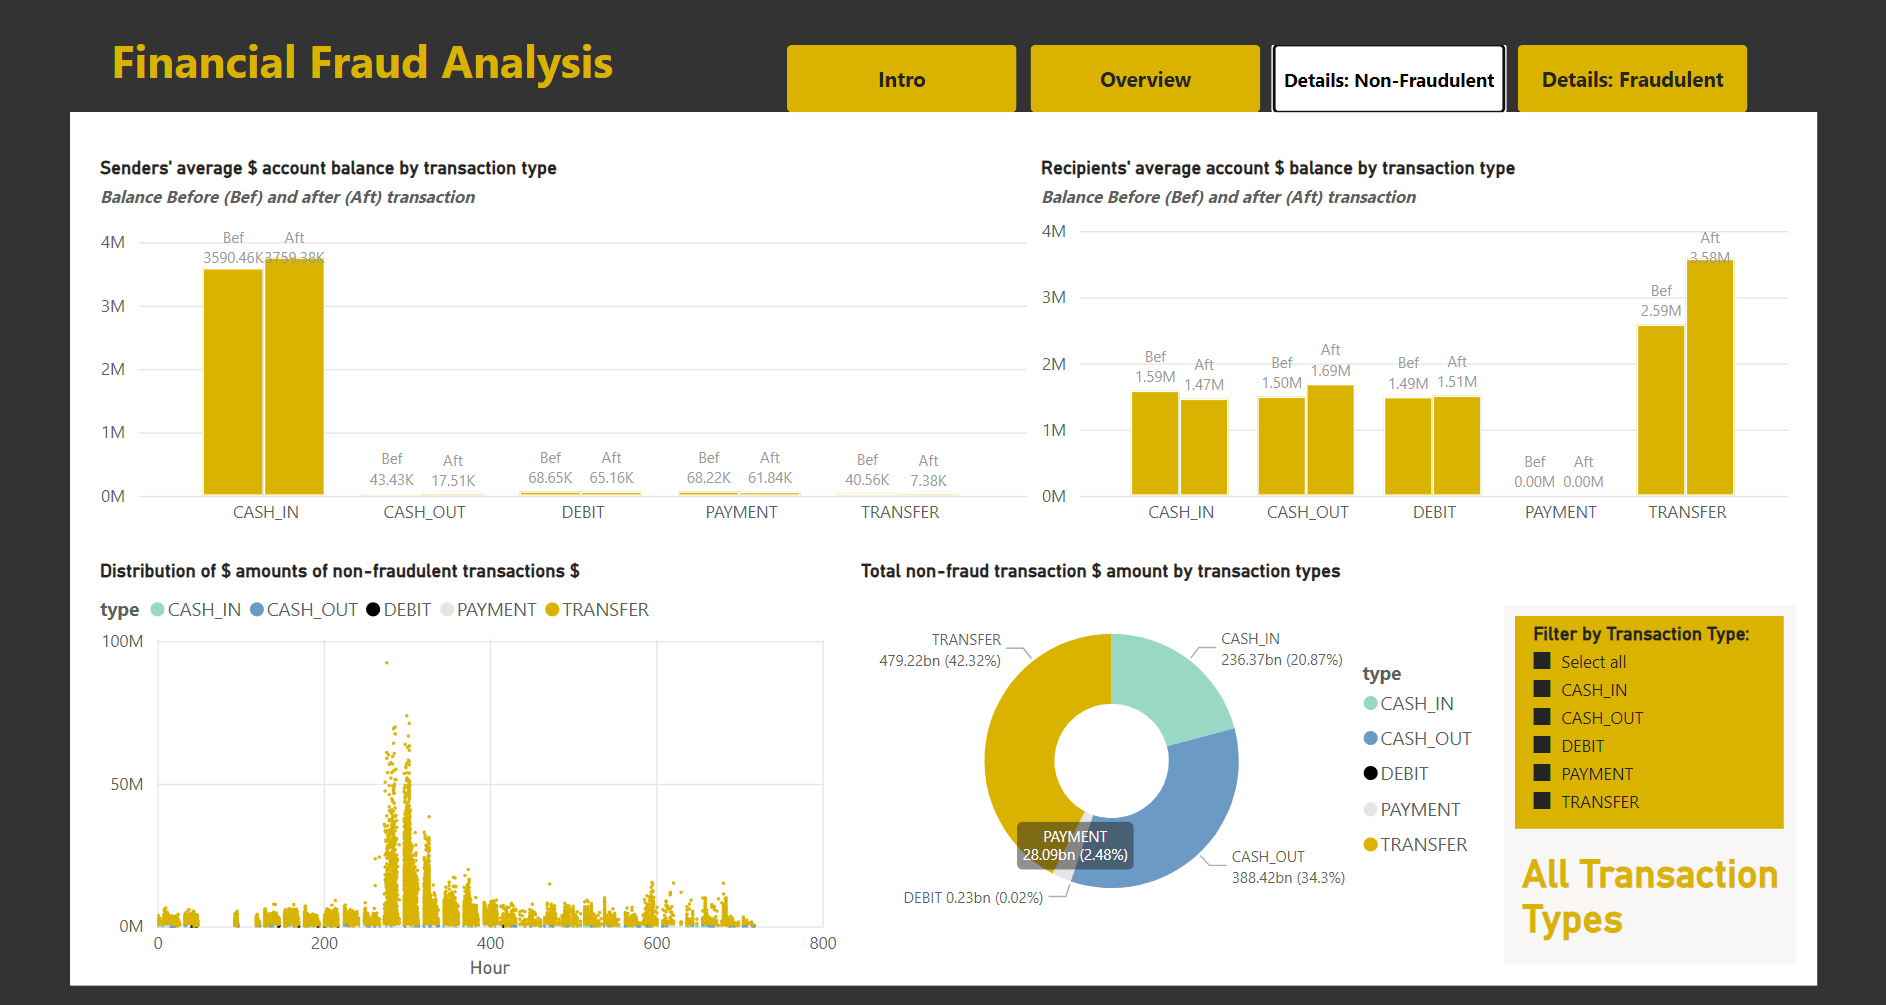 Financial Fraud Analysis
Intro
Overview
Details: Non-Fraudulent
Details: Fraudulent
Senders' average $ account balance by transaction type
Balance Before (Bef) and after (Aft) transaction
4M
3M
2M
1M
0M
Bef
3590.46K
Aft
3759.38K
Bef
43.43K
Aft
17.51K
Bef
68.65K
Aft
65.16K
Bef
68.22K
Aft
61.84K
Bef
40.56K
Aft
7.38K
CASH_IN
CASH_OUT
DEBIT
PAYMENT
TRANSFER
Recipients' average account $ balance by transaction type
Balance Before (Bef) and after (Aft) transaction
4M
3M
2M
1M
0M
Bef
1.59M
Aft
1.47M
Bef
1.50M
Aft
1.69M
Bef
1.49M
Aft
1.51M
Bef
0.00M
Aft
0.00M
Bef
2.59M
Aft
3.58M
CASH_IN
CASH_OUT
DEBIT
PAYMENT
TRANSFER
Distribution of $ amounts of non-fraudulent transactions $
type CASH_IN CASH_OUT DEBIT PAYMENT TRANSFER
100M
50M
0M
0 200 400 600 800
Hour
Total non-fraud transaction $ amount by transaction types
TRANSFER
479.22bn (42.32%)
CASH_IN
236.37bn (20.87%)
PAYMENT
28.09bn (2.48%)
CASH_OUT
388.42bn (34.3%)
DEBIT 0.23bn (0.02%)
type
CASH_IN
CASH_OUT
DEBIT
PAYMENT
TRANSFER
Filter by Transaction Type:
Select all
CASH_IN
CASH_OUT
DEBIT
PAYMENT
TRANSFER
All Transaction
Types